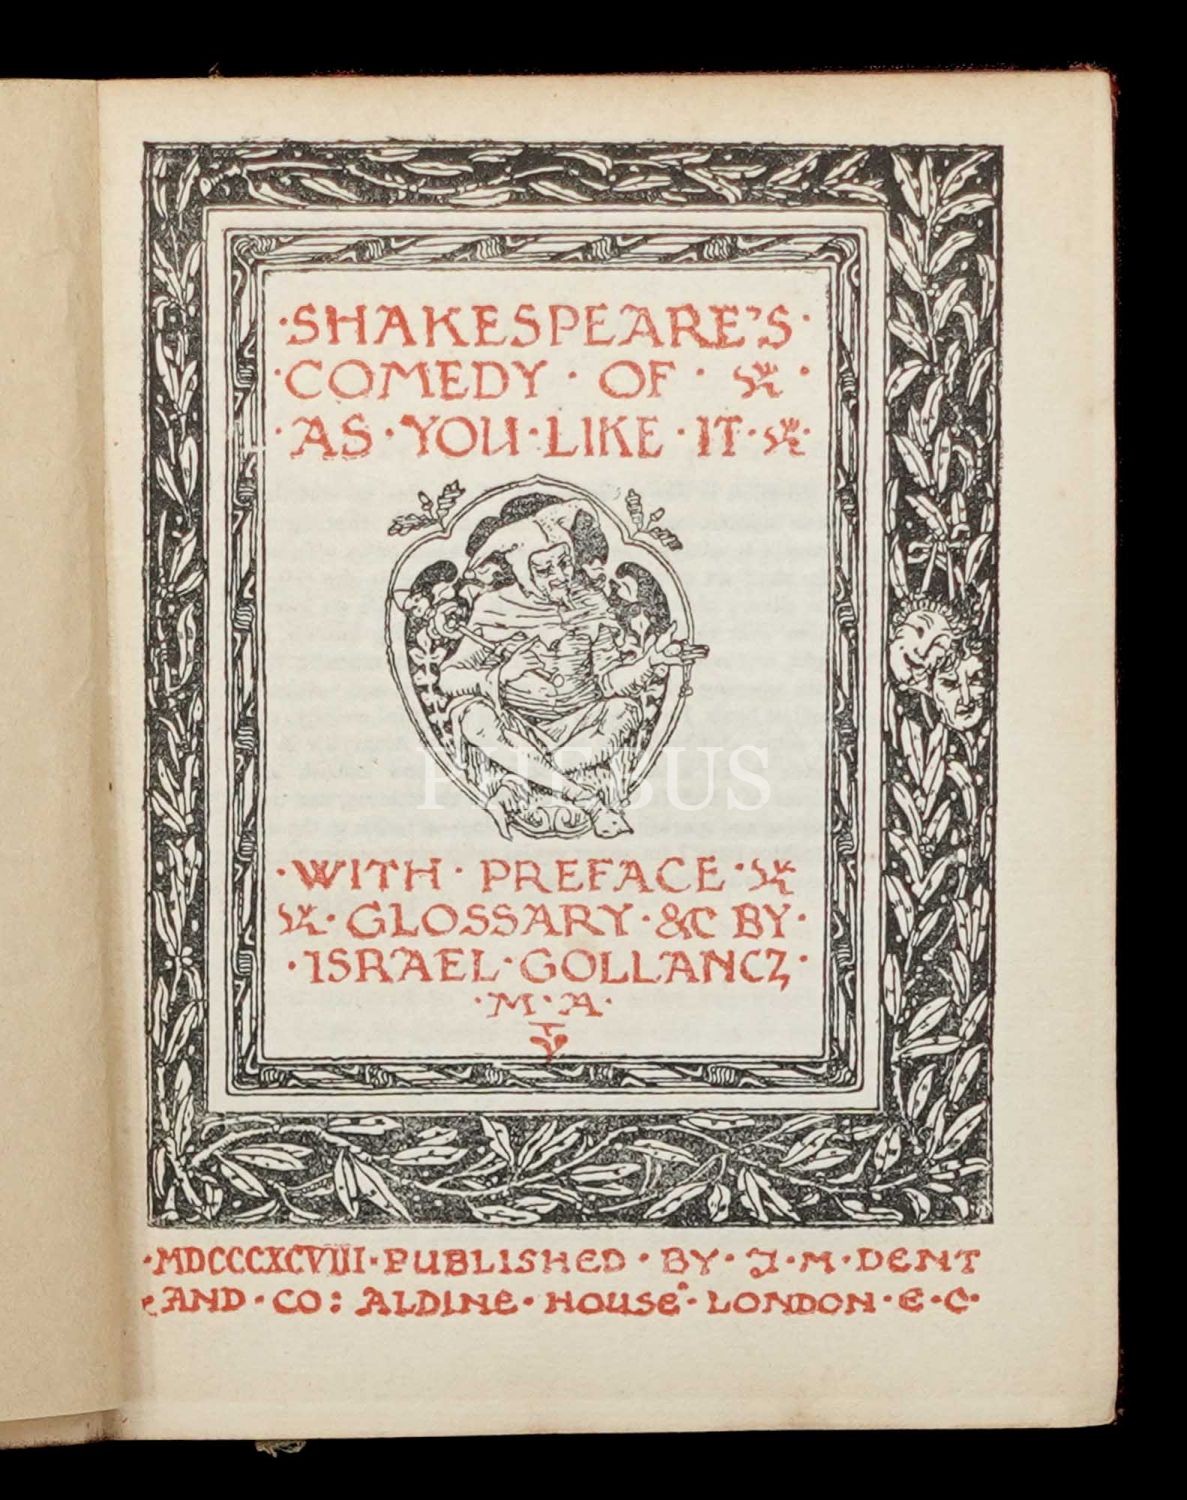 ·SHAKESPEARE'S·
·COMEDY · OF ·
·AS·YOU·LIKE·IT·
PHEBUS
·WITH·PREFACE·
·GLOSSARY·&C BY·
·ISRAEL·GOLLANCZ·
·M·A·
·MDCCCXCVIII·PUBLISHED·BY·J·M·DENT
·AND·CO: ALDINE·HOUSE·LONDON·E·C·